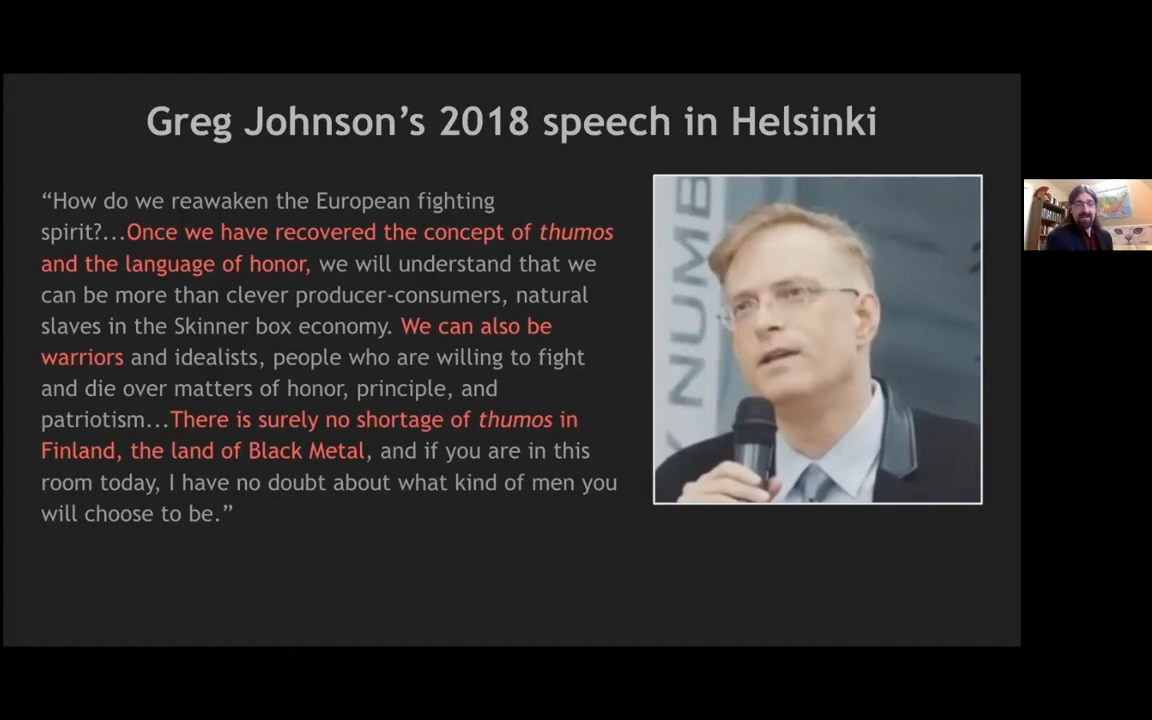 Greg Johnson’s 2018 speech in Helsinki
“How do we reawaken the European fighting
spirit?...Once we have recovered the concept of thumos
and the language of honor, we will understand that we
can be more than clever producer-consumers, natural
slaves in the Skinner box economy. We can also be
warriors and idealists, people who are willing to fight
and die over matters of honor, principle, and
patriotism...There is surely no shortage of thumos in
Finland, the land of Black Metal, and if you are in this
room today, I have no doubt about what kind of men you
will choose to be.”
Y NUMB